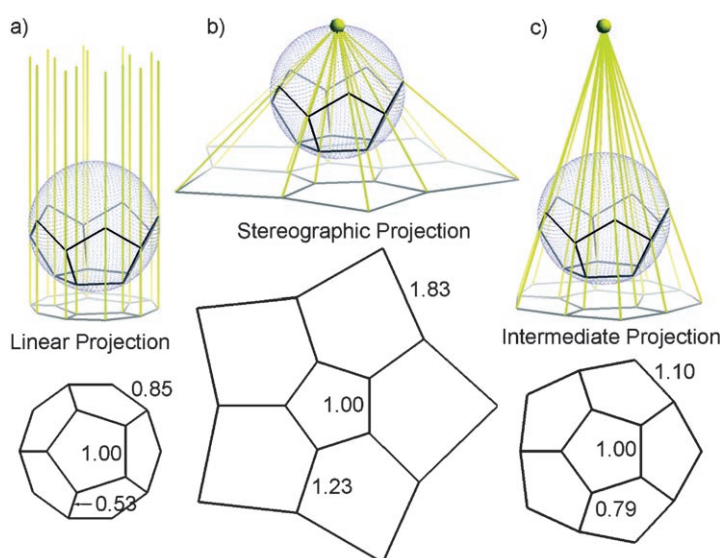 a)
b)
c)
Linear Projection
Stereographic Projection
Intermediate Projection
0.85
1.00
0.53
1.83
1.00
1.23
1.10
1.00
0.79